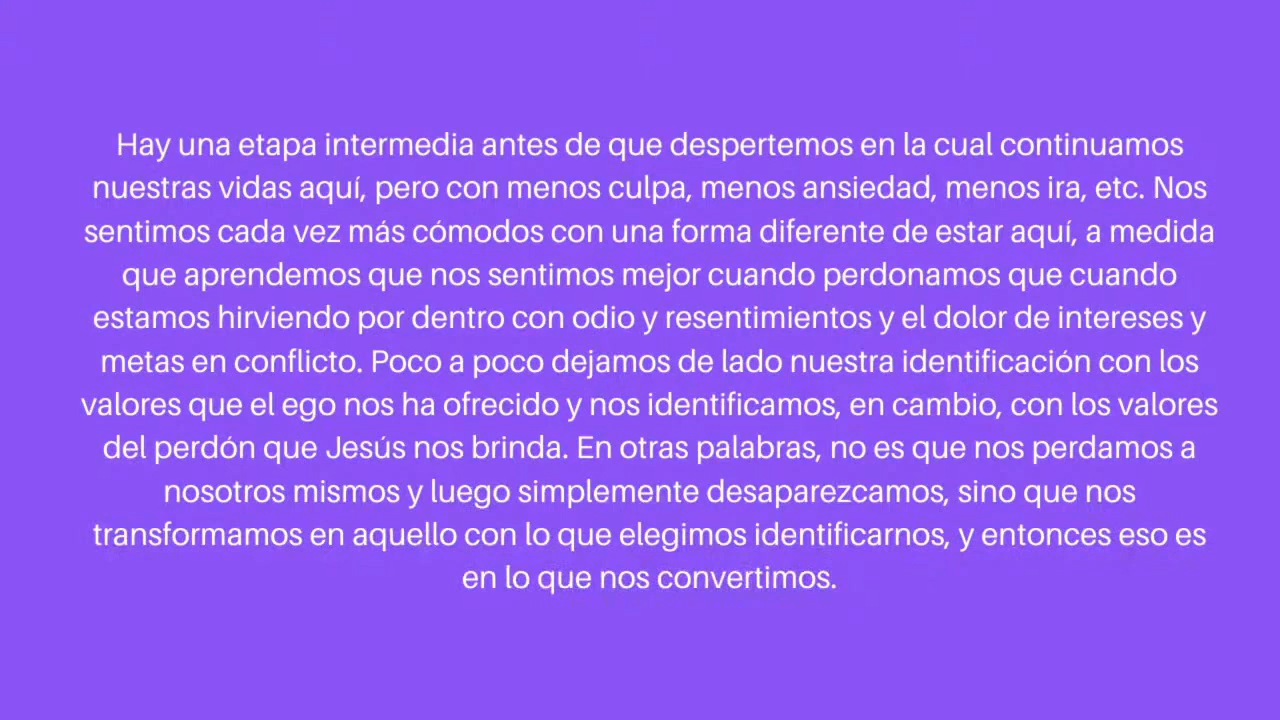 Hay una etapa intermedia antes de que despertemos en la cual continuamos
nuestras vidas aquí, pero con menos culpa, menos ansiedad, menos ira, etc. Nos
sentimos cada vez más cómodos con una forma diferente de estar aquí, a medida
que aprendemos que nos sentimos mejor cuando perdonamos que cuando
estamos hirviendo por dentro con odio y resentimientos y el dolor de intereses y
metas en conflicto. Poco a poco dejamos de lado nuestra identificación con los
valores que el ego nos ha ofrecido y nos identificamos, en cambio, con los valores
del perdón que Jesús nos brinda. En otras palabras, no es que nos perdamos a
nosotros mismos y luego simplemente desaparezcamos, sino que nos
transformamos en aquello con lo que elegimos identificarnos, y entonces eso es
en lo que nos convertimos.